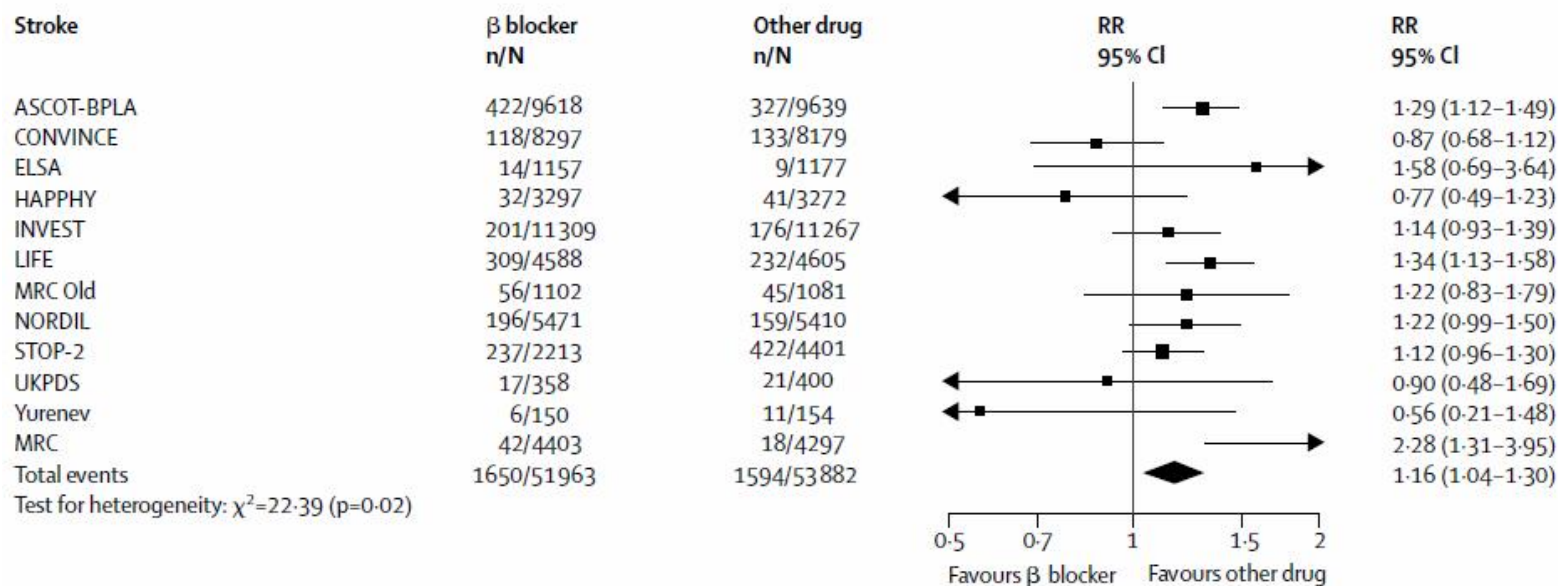 Stroke β blocker Other drug RR RR
n/N n/N 95% CI 95% CI
ASCOT-BPLA 422/9618 327/9639 1·29 (1·12–1·49)
CONVINCE 118/8297 133/8179 0·87 (0·68–1·12)
ELSA 14/1157 9/1177 1·58 (0·69–3·64)
HAPPHY 32/3297 41/3272 0·77 (0·49–1·23)
INVEST 201/11309 176/11267 1·14 (0·93–1·39)
LIFE 309/4588 232/4605 1·34 (1·13–1·58)
MRC Old 56/1102 45/1081 1·22 (0·83–1·79)
NORDIL 196/5471 159/5410 1·22 (0·99–1·50)
STOP-2 237/2213 422/4401 1·12 (0·96–1·30)
UKPDS 17/358 21/400 0·90 (0·48–1·69)
Yurenev 6/150 11/154 0·56 (0·21–1·48)
MRC 42/4403 18/4297 2·28 (1·31–3·95)
Total events 1650/51963 1594/53882 1·16 (1·04–1·30)
Test for heterogeneity: χ²=22·39 (p=0·02)
0·5 0·7 1 1·5 2
Favours β blocker Favours other drug